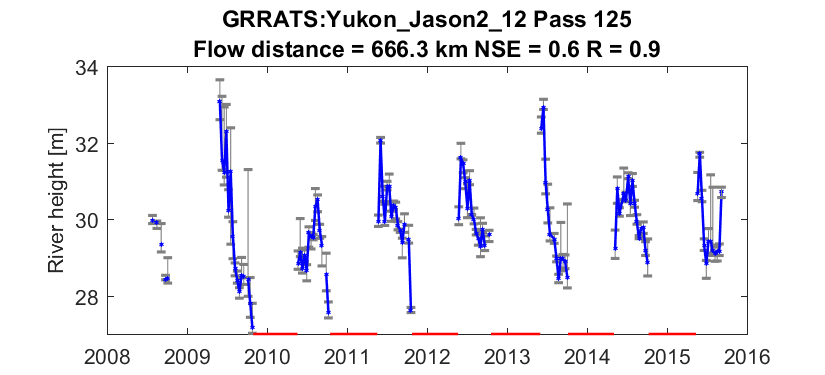 GRRATS:Yukon_Jason2_12 Pass 125
Flow distance = 666.3 km NSE = 0.6 R = 0.9
River height [m]
34
32
30
28
2008 2009 2010 2011 2012 2013 2014 2015 2016